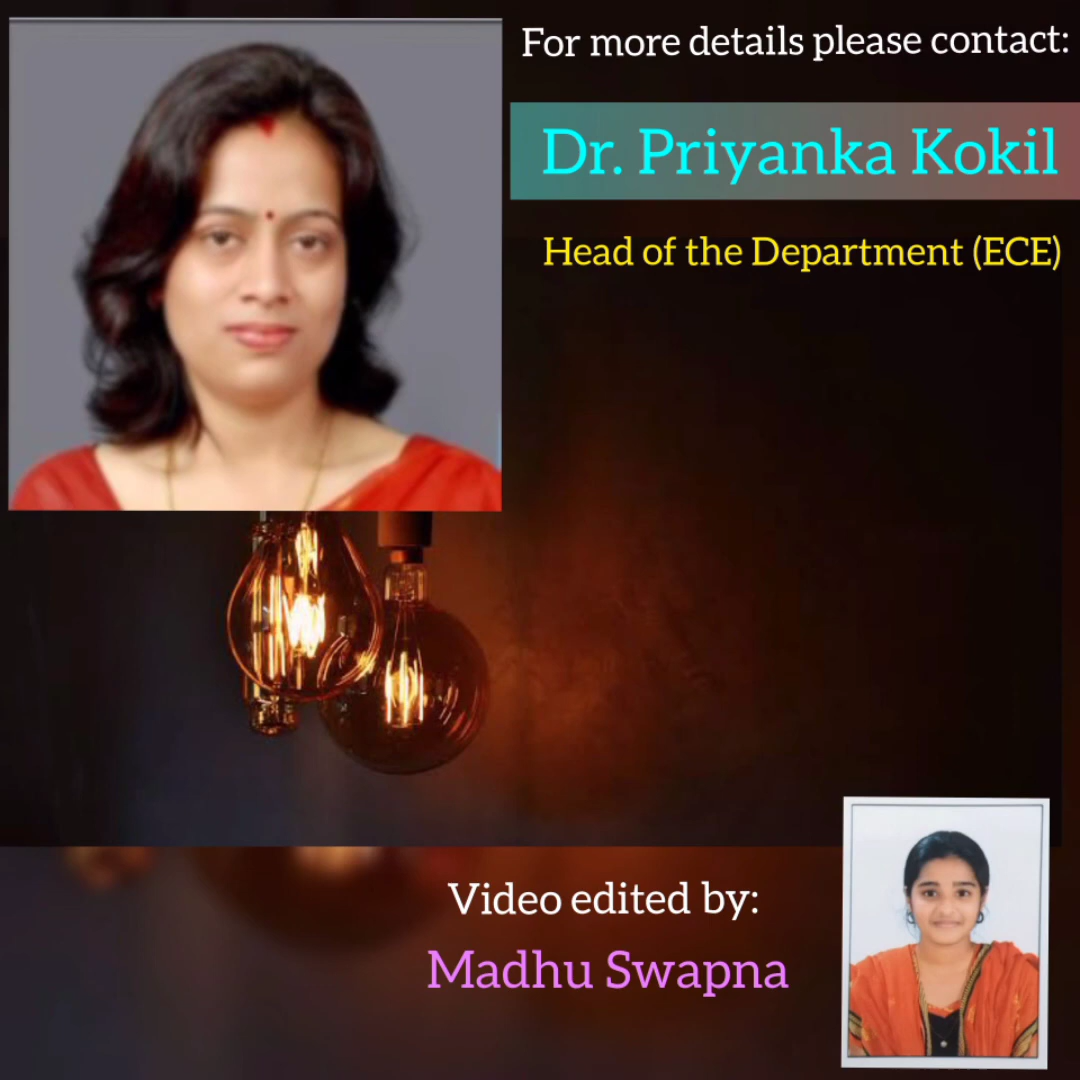 For more details please contact:
Dr. Priyanka Kokil
Head of the Department (ECE)
Video edited by:
Madhu Swapna